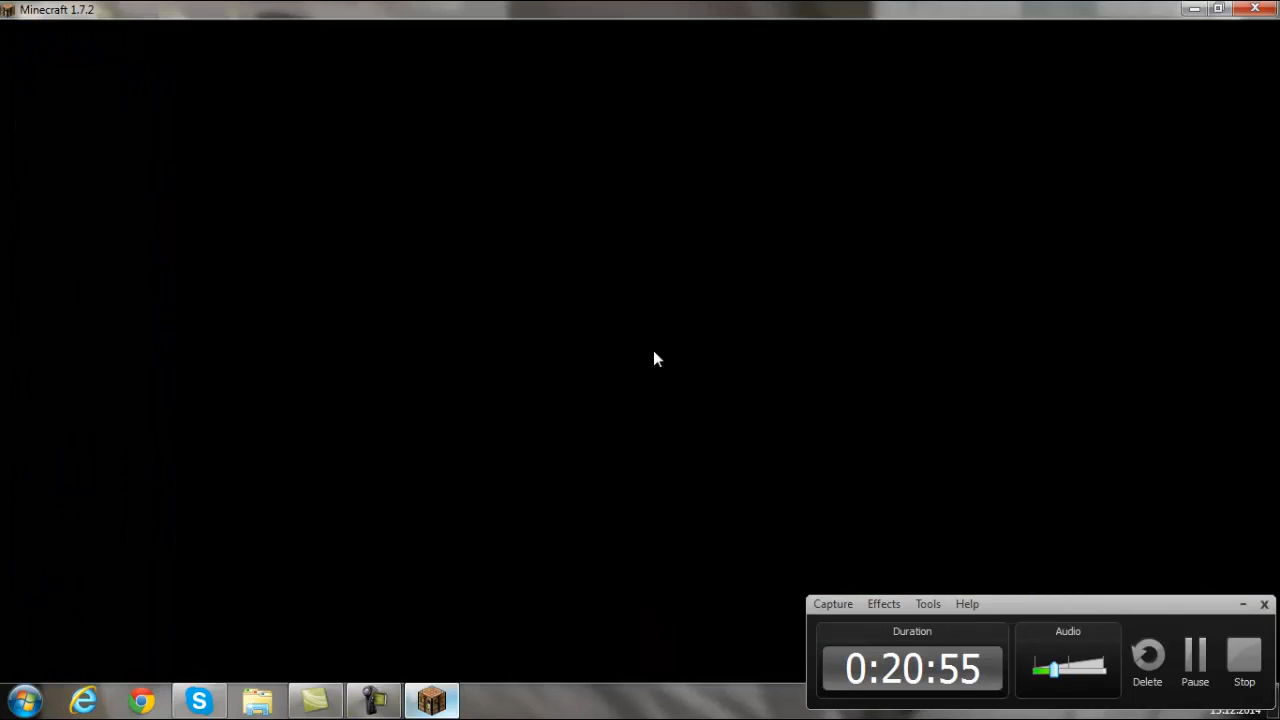 Minecraft 1.7.2
Capture Effects Tools Help
Duration
Audio
0:20:55
Delete Pause Stop